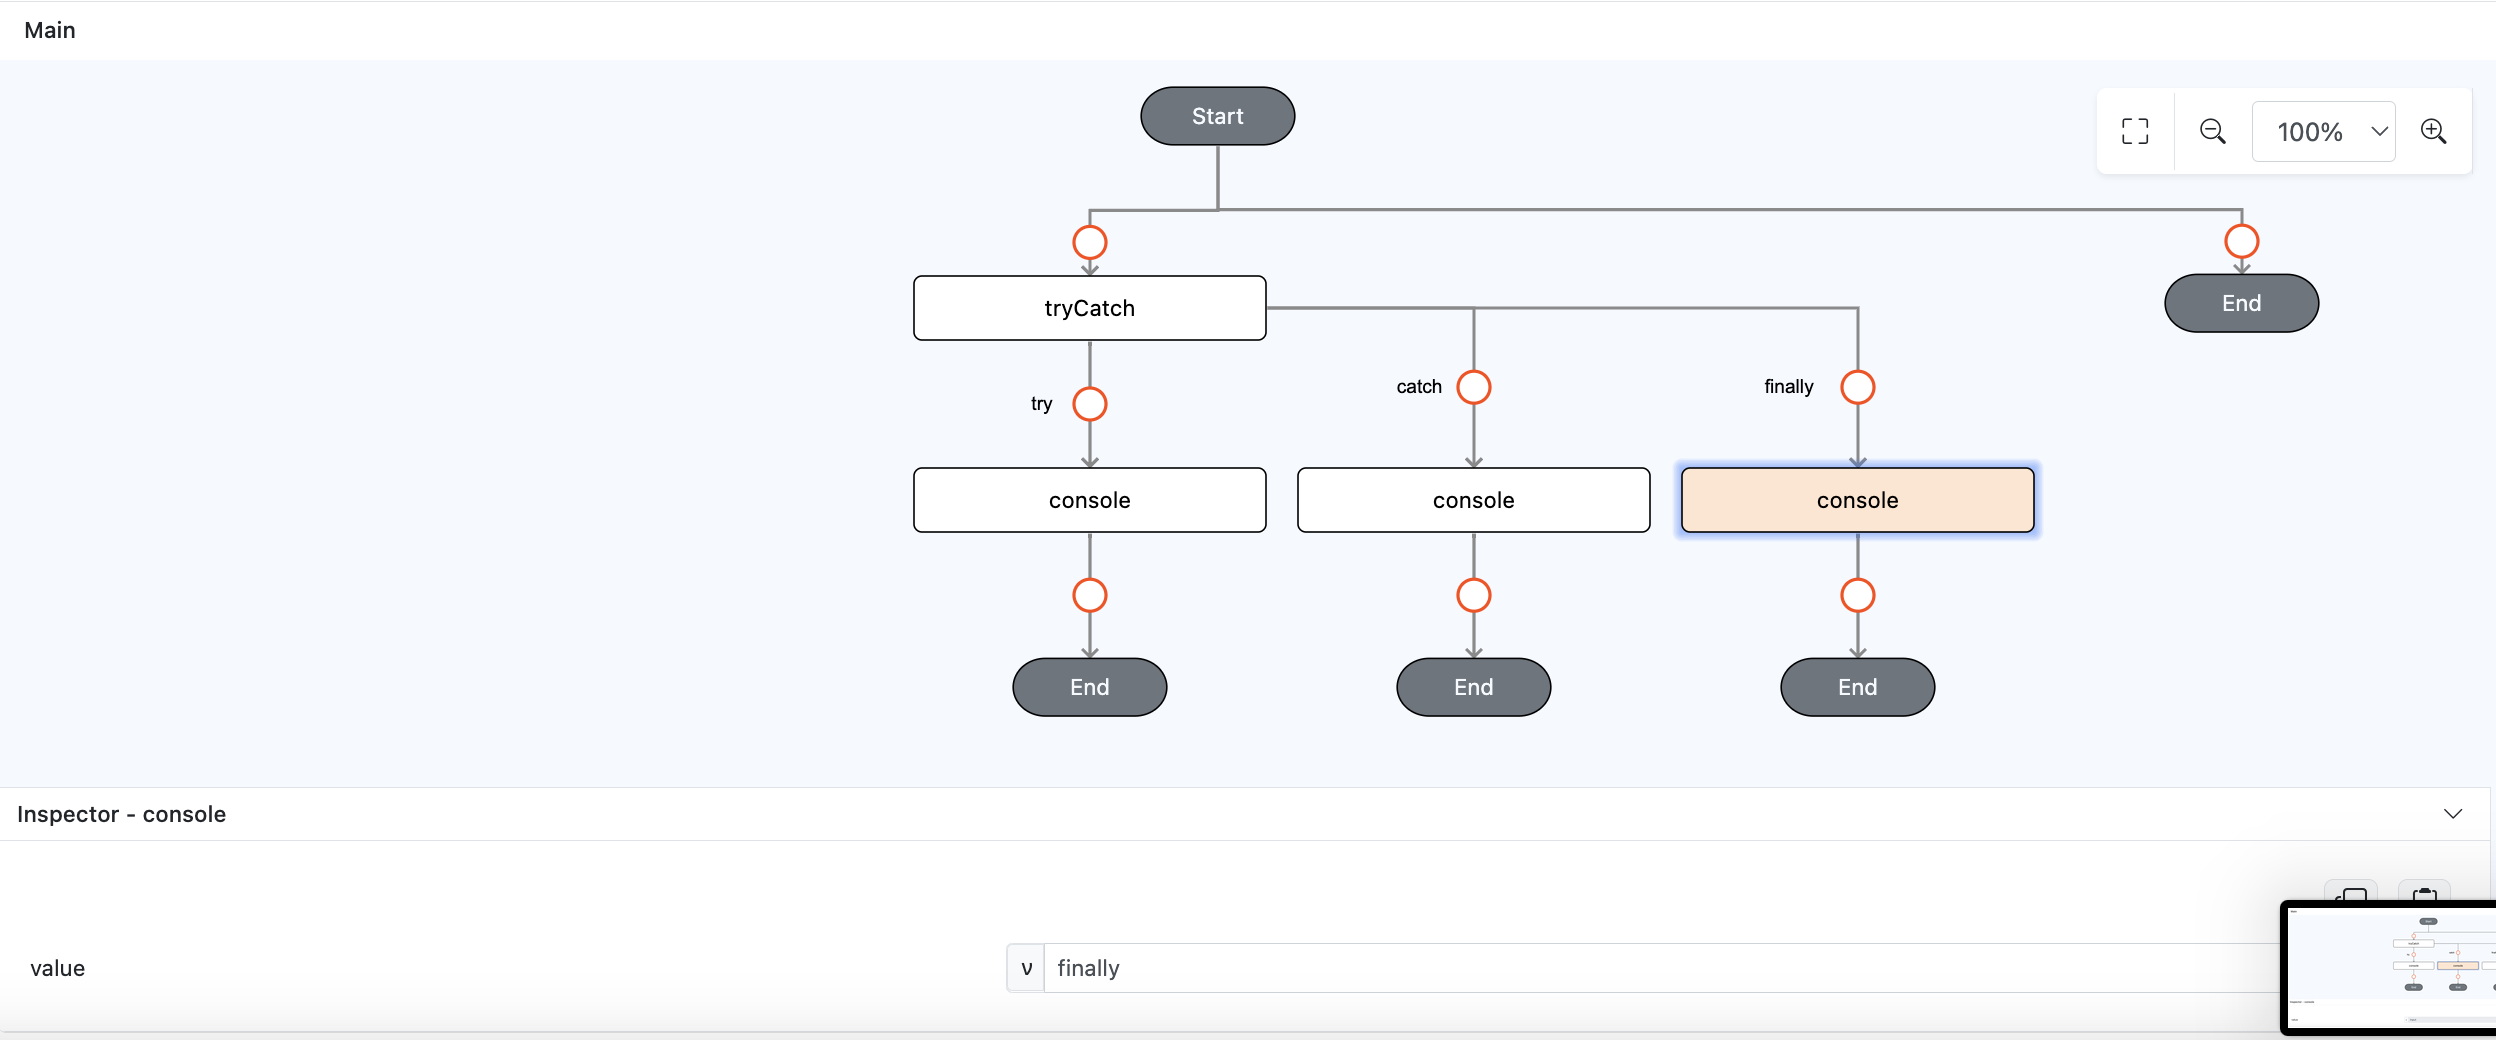 Main
Start
100%
tryCatch
End
try
catch
finally
console
console
console
End
End
End
Inspector - console
value
v
finally